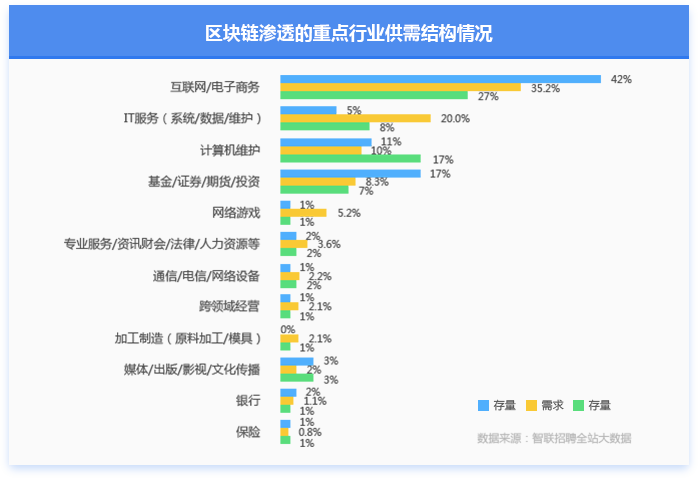 区块链渗透的重点行业供需结构情况
互联网/电子商务
42%
35.2%
27%
IT服务（系统/数据/维护）
5%
20.0%
8%
计算机维护
11%
10%
17%
基金/证券/期货/投资
17%
8.3%
7%
网络游戏
1%
5.2%
1%
专业服务/资讯财会/法律/人力资源等
2%
3.6%
2%
通信/电信/网络设备
1%
2.2%
2%
跨领域经营
1%
2.1%
1%
加工制造（原料加工/模具）
0%
2.1%
1%
媒体/出版/影视/文化传播
3%
2%
3%
银行
2%
1.1%
1%
保险
1%
0.8%
1%
存量 需求 存量
数据来源：智联招聘全站大数据